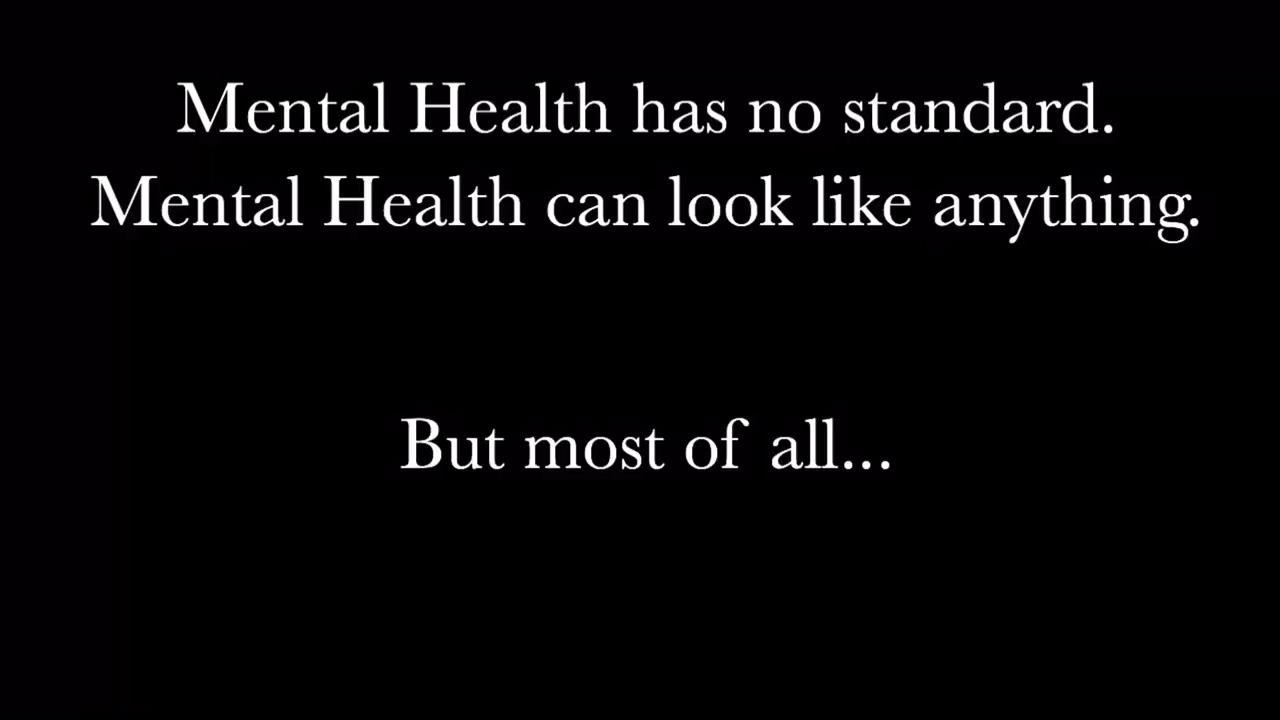 Mental Health has no standard.
Mental Health can look like anything.
But most of all...